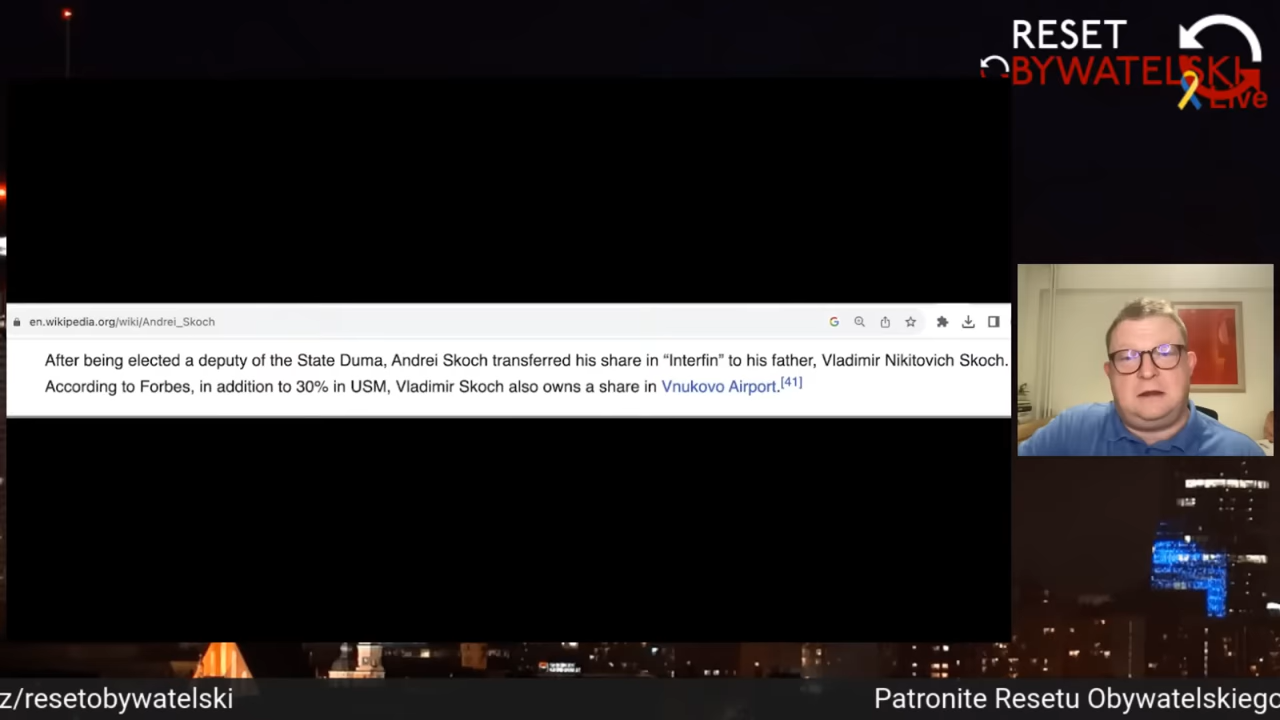 RESET
OBYWATELSKI
Live
en.wikipedia.org/wiki/Andrei_Skoch
After being elected a deputy of the State Duma, Andrei Skoch transferred his share in “Interfin” to his father, Vladimir Nikitovich Skoch.
According to Forbes, in addition to 30% in USM, Vladimir Skoch also owns a share in Vnukovo Airport.[41]
z/resetobywatelski
Patronite Resetu Obywatelskiego